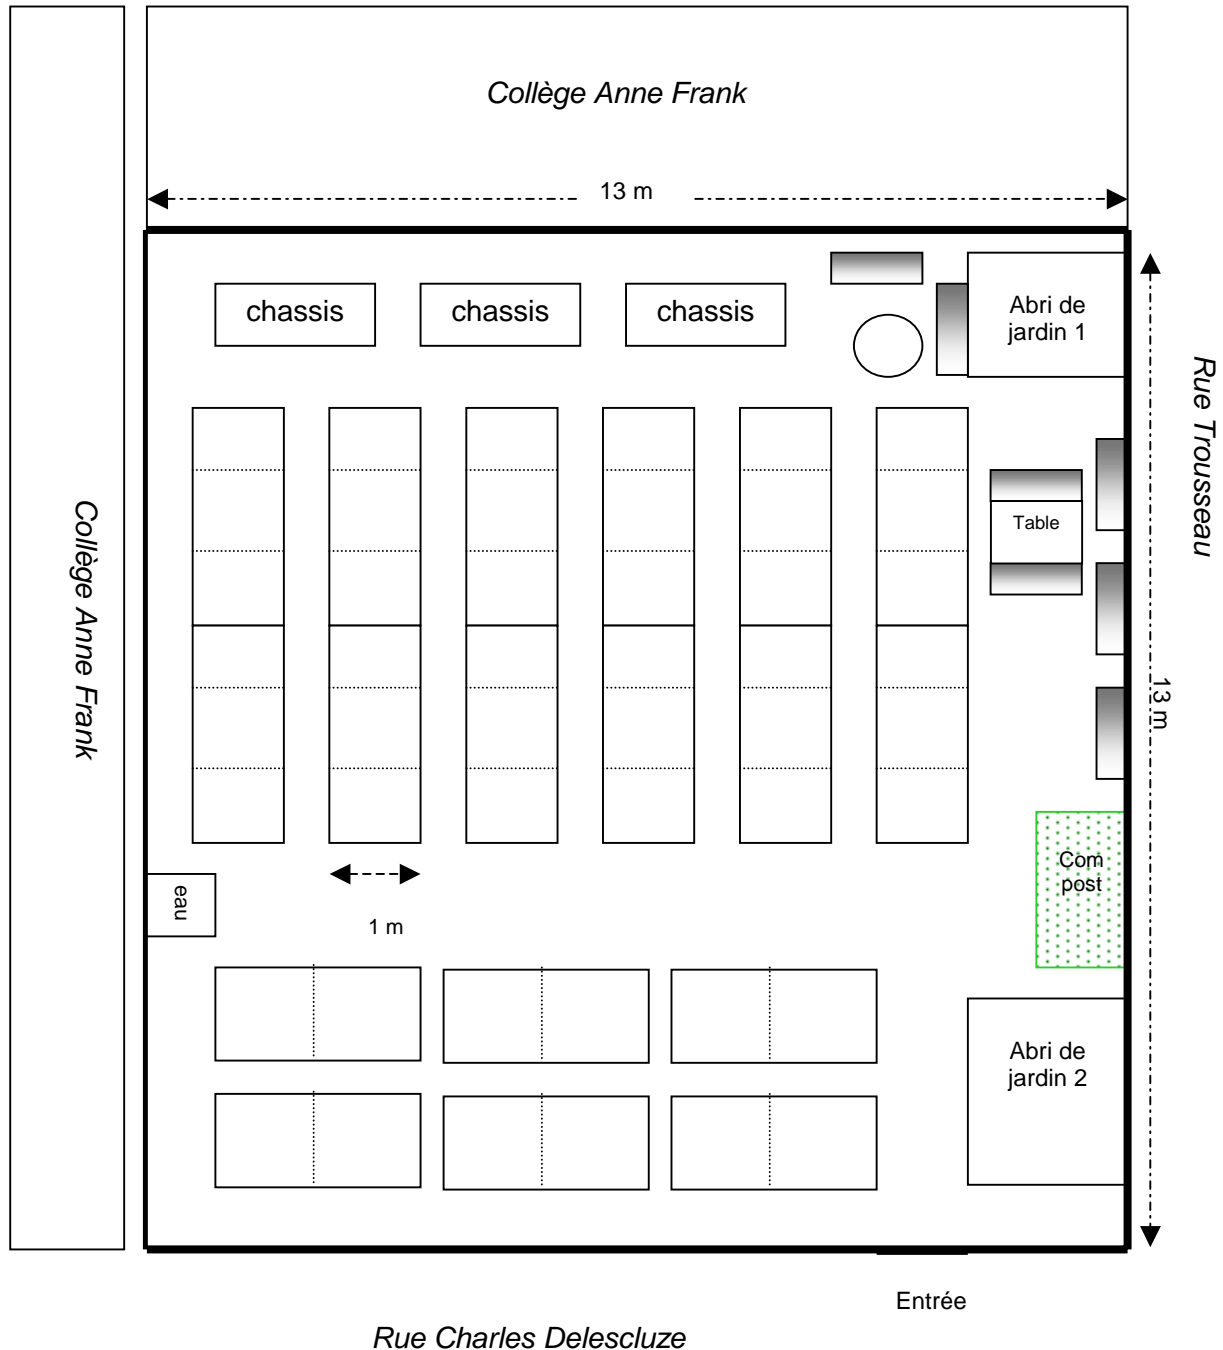 Collège Anne Frank
13 m
chassis
chassis
chassis
Abri de
jardin 1
Rue Trousseau
Table
Collège Anne Frank
13 m
Com
post
eau
1 m
Abri de
jardin 2
Entrée
Rue Charles Delescluze